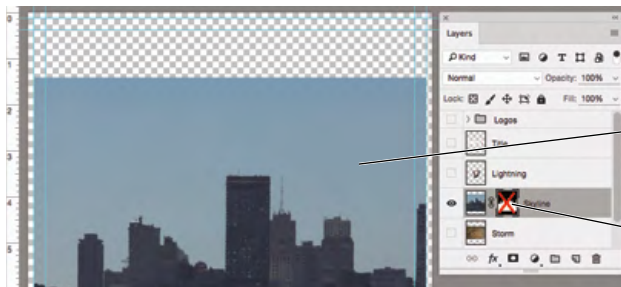 0
1
2
3
4
5
Layers
Kind
Normal
Opacity: 100%
Lock:
Fill: 100%
Logos
Title
Lightning
Skyline
Storm
fx